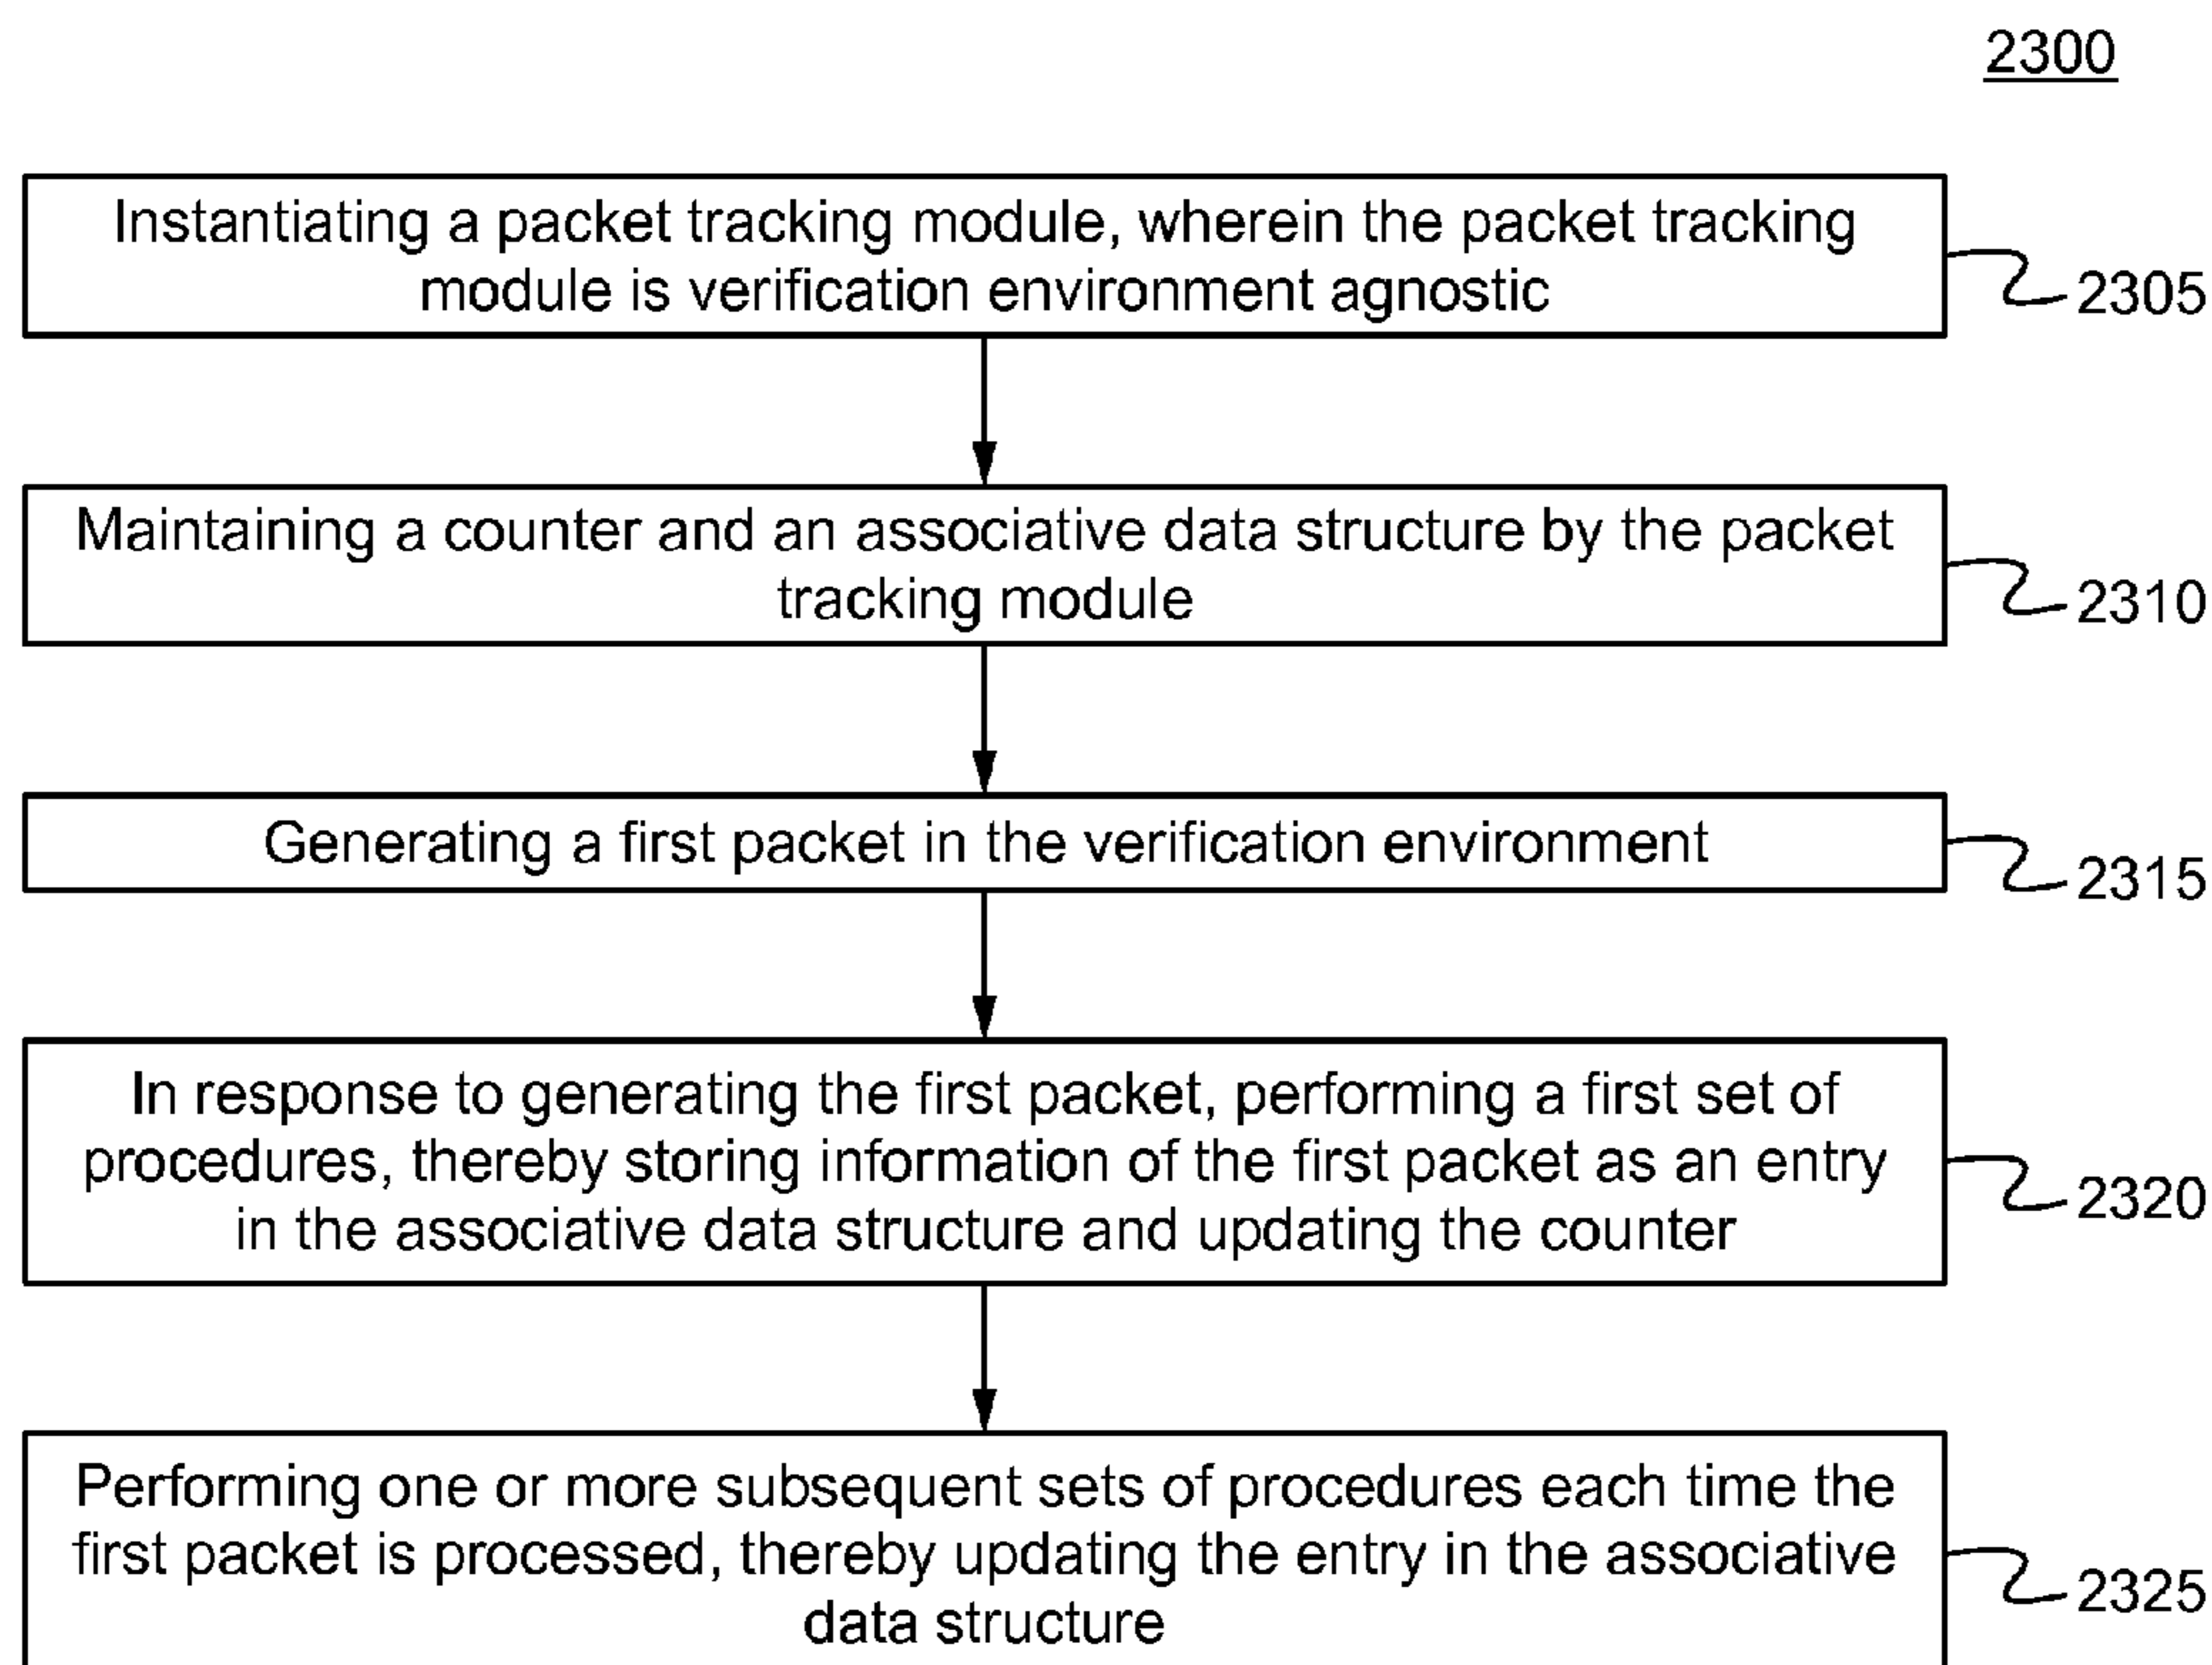 2300
Instantiating a packet tracking module, wherein the packet tracking
module is verification environment agnostic
2305
Maintaining a counter and an associative data structure by the packet
tracking module
2310
Generating a first packet in the verification environment
2315
In response to generating the first packet, performing a first set of
procedures, thereby storing information of the first packet as an entry
in the associative data structure and updating the counter
2320
Performing one or more subsequent sets of procedures each time the
first packet is processed, thereby updating the entry in the associative
data structure
2325